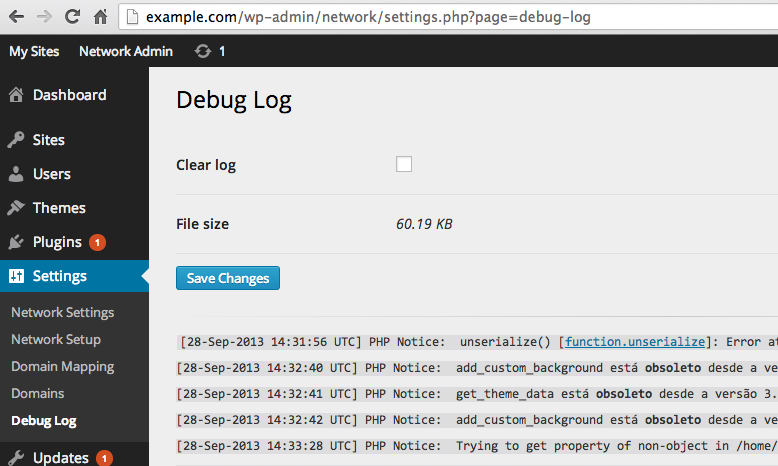 example.com/wp-admin/network/settings.php?page=debug-log
My Sites Network Admin 1
Dashboard
Sites
Users
Themes
Plugins 1
Settings
Network Settings
Network Setup
Domain Mapping
Domains
Debug Log
Updates 1
Debug Log
Clear log
File size 60.19 KB
Save Changes
[28-Sep-2013 14:31:56 UTC] PHP Notice: unserialize() [function.unserialize]: Error at
[28-Sep-2013 14:32:40 UTC] PHP Notice: add_custom_background está obsoleto desde a ve
[28-Sep-2013 14:32:41 UTC] PHP Notice: get_theme_data está obsoleto desde a versão 3.
[28-Sep-2013 14:32:42 UTC] PHP Notice: add_custom_background está obsoleto desde a ve
[28-Sep-2013 14:33:28 UTC] PHP Notice: Trying to get property of non-object in /home/